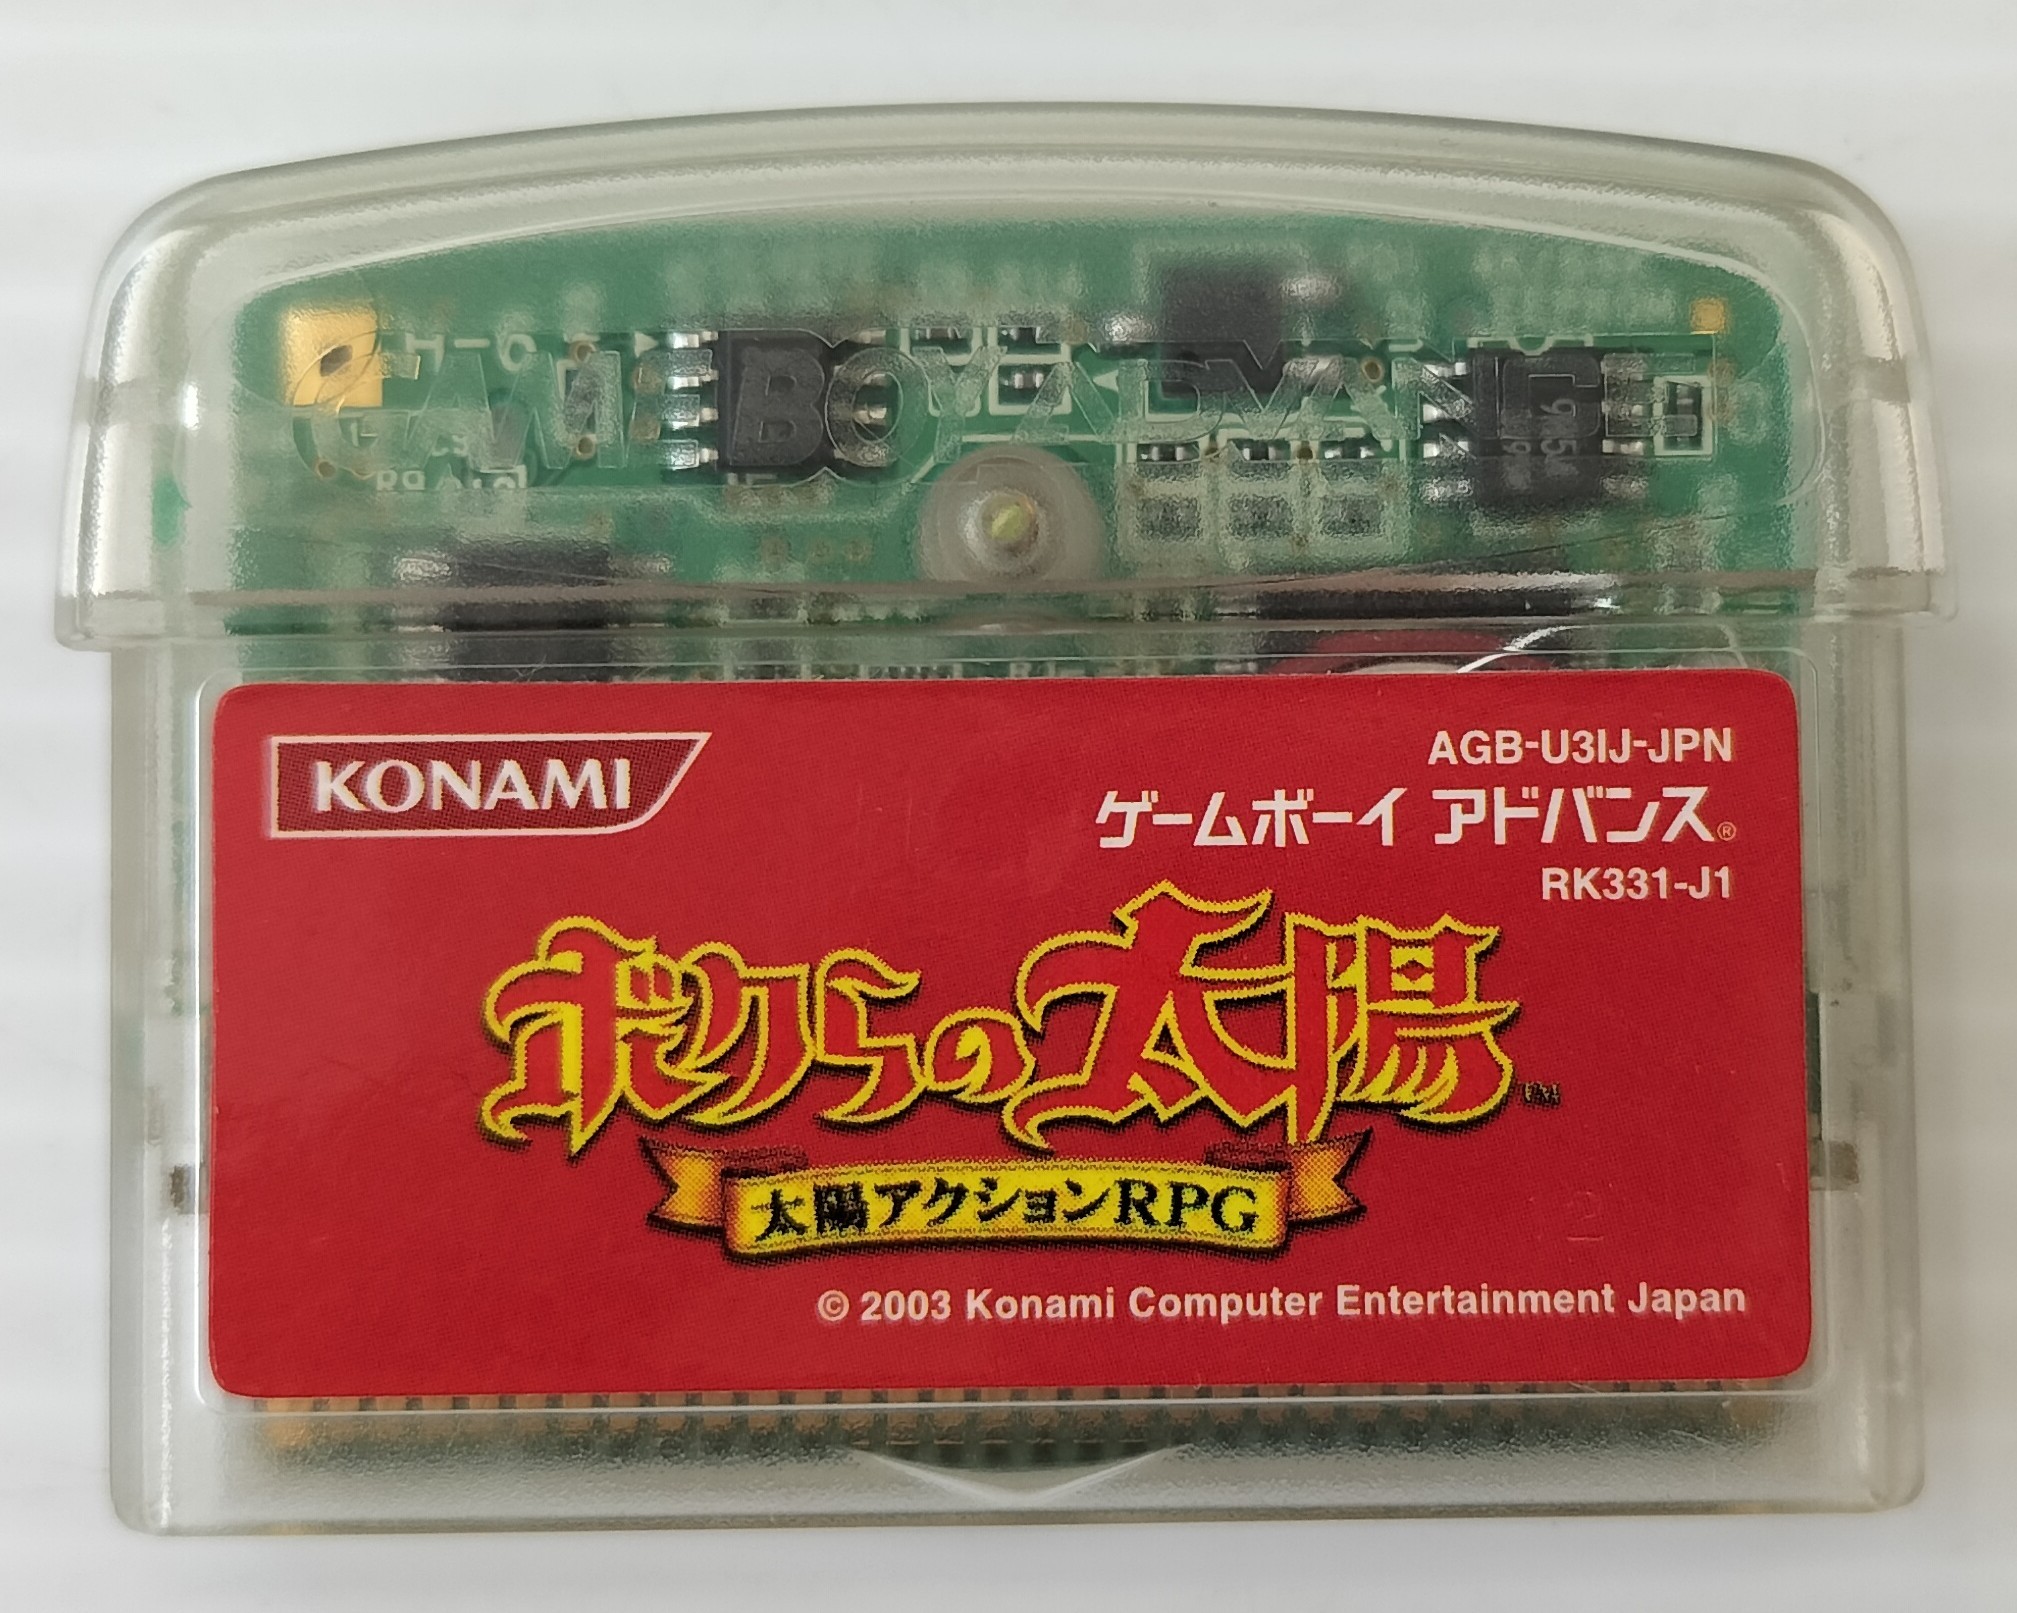 GAME BOY ADVANCE
KONAMI
AGB-U3IJ-JPN
ゲームボーイ アドバンス®
RK331-J1
ボクらの太陽
太陽アクションRPG
© 2003 Konami Computer Entertainment Japan